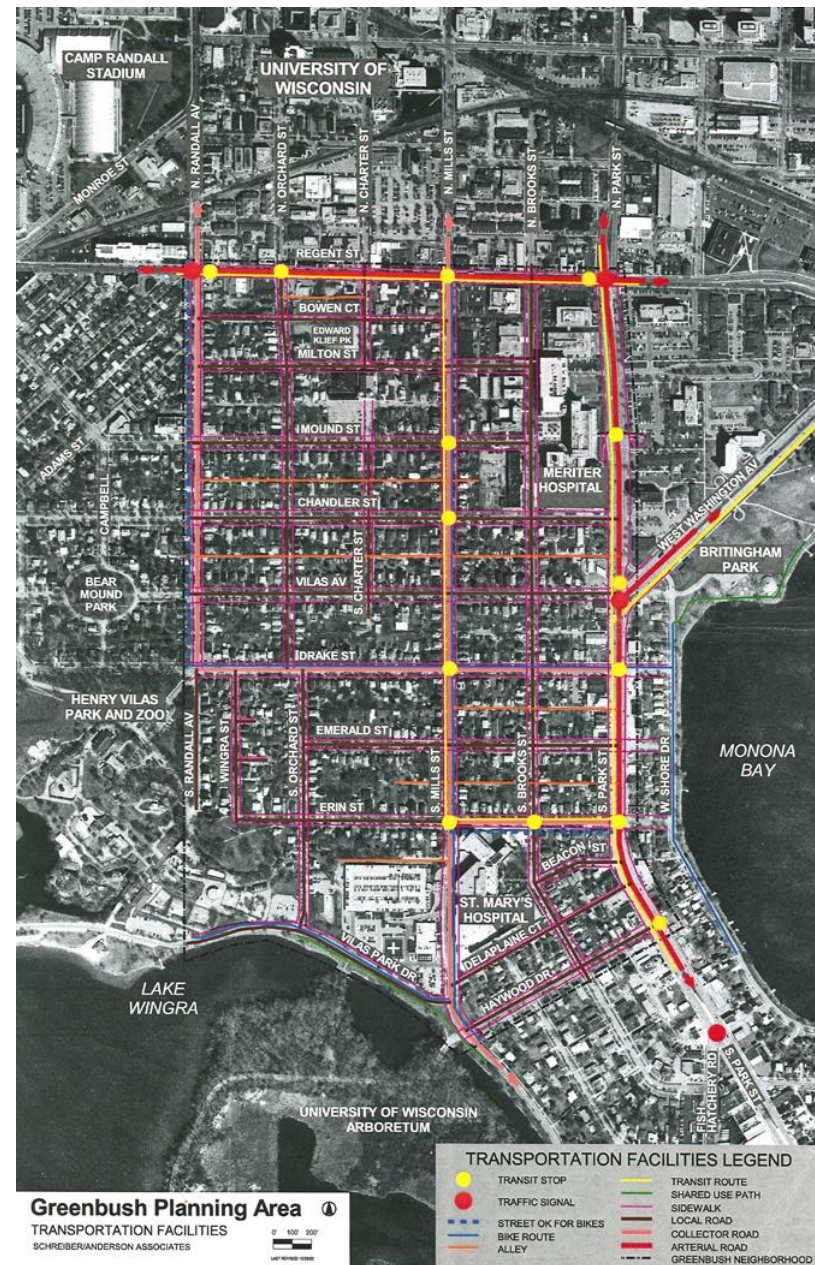 CAMP RANDALL
STADIUM
UNIVERSITY OF
WISCONSIN
MONROE ST
N. RANDALL AV
N. ORCHARD ST
N. CHARTER ST
N. MILLS ST
N. BROOKS ST
N. PARK ST
REGENT ST
BOWEN CT
EDWARD
KLIEF PK
MILTON ST
MOUND ST
ADAMS ST
CAMPBELL
CHANDLER ST
MERITER
HOSPITAL
WEST WASHINGTON AV
BRITINGHAM
PARK
S. CHARTER ST
BEAR
MOUND
PARK
VILAS AV
DRAKE ST
HENRY VILAS
PARK AND ZOO
S. RANDALL AV
WINGRA ST
S. ORCHARD ST
EMERALD ST
S. MILLS ST
S. BROOKS ST
S. PARK ST
W. SHORE DR
MONONA
BAY
ERIN ST
BEACON ST
ST. MARY'S
HOSPITAL
VILAS PARK DR
DELAPLAINE CT
HAYWOOD DR
LAKE
WINGRA
FISH
HATCHERY RD
S. PARK ST
UNIVERSITY OF WISCONSIN
ARBORETUM
TRANSPORTATION FACILITIES LEGEND
TRANSIT STOP
TRAFFIC SIGNAL
STREET OK FOR BIKES
BIKE ROUTE
ALLEY
TRANSIT ROUTE
SHARED USE PATH
SIDEWALK
LOCAL ROAD
COLLECTOR ROAD
ARTERIAL ROAD
GREENBUSH NEIGHBORHOOD
Greenbush Planning Area
TRANSPORTATION FACILITIES
SCHREIBER/ANDERSON ASSOCIATES
0' 100' 200'